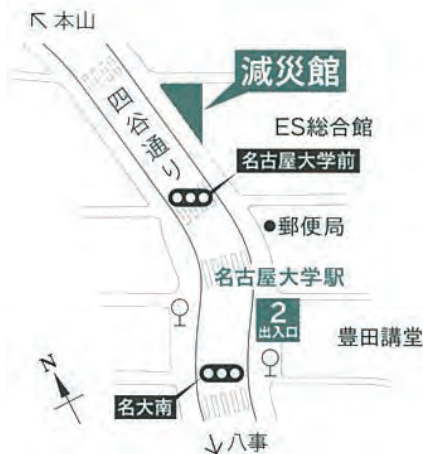 ↖本山
減災館
四谷通り
ES総合館
名古屋大学前
●郵便局
名古屋大学駅
2
出入口
豊田講堂
N
名大南
↓八事